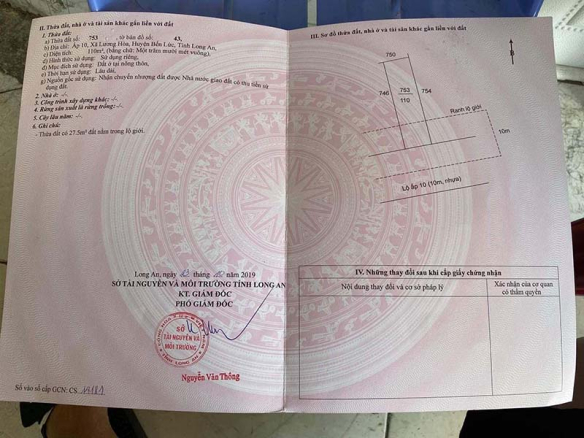 II. Thửa đất, nhà ở và tài sản khác gắn liền với đất
1. Thửa đất:
a) Thửa đất số: 753 , tờ bản đồ số: 43,
b) Địa chỉ: Ấp 10, Xã Lương Hòa, Huyện Bến Lức, Tỉnh Long An,
c) Diện tích: 110m², (bằng chữ: Một trăm mười mét vuông),
d) Hình thức sử dụng: Sử dụng riêng,
đ) Mục đích sử dụng: Đất ở tại nông thôn,
e) Thời hạn sử dụng: Lâu dài,
g) Nguồn gốc sử dụng: Nhận chuyển nhượng đất được Nhà nước giao đất có thu tiền sử
dụng đất.
2. Nhà ở: -/-.
3. Công trình xây dựng khác: -/-.
4. Rừng sản xuất là rừng trồng: -/-.
5. Cây lâu năm: -/-.
6. Ghi chú:
- Thửa đất có 27.5m² đất nằm trong lộ giới.
Long An, ngày tháng năm 2019
SỞ TÀI NGUYÊN VÀ MÔI TRƯỜNG TỈNH LONG AN
KT. GIÁM ĐỐC
PHÓ GIÁM ĐỐC
SỞ
TÀI NGUYÊN VÀ
MÔI TRƯỜNG
Nguyễn Văn Thông
Số vào sổ cấp GCN: CS
III. Sơ đồ thửa đất, nhà ở và tài sản khác gắn liền với đất
750
746
753
110
754
Ranh lộ giới
10m
Lộ ấp 10 (10m, nhựa)
IV. Những thay đổi sau khi cấp giấy chứng nhận
Nội dung thay đổi và cơ sở pháp lý
Xác nhận của cơ quan
có thẩm quyền